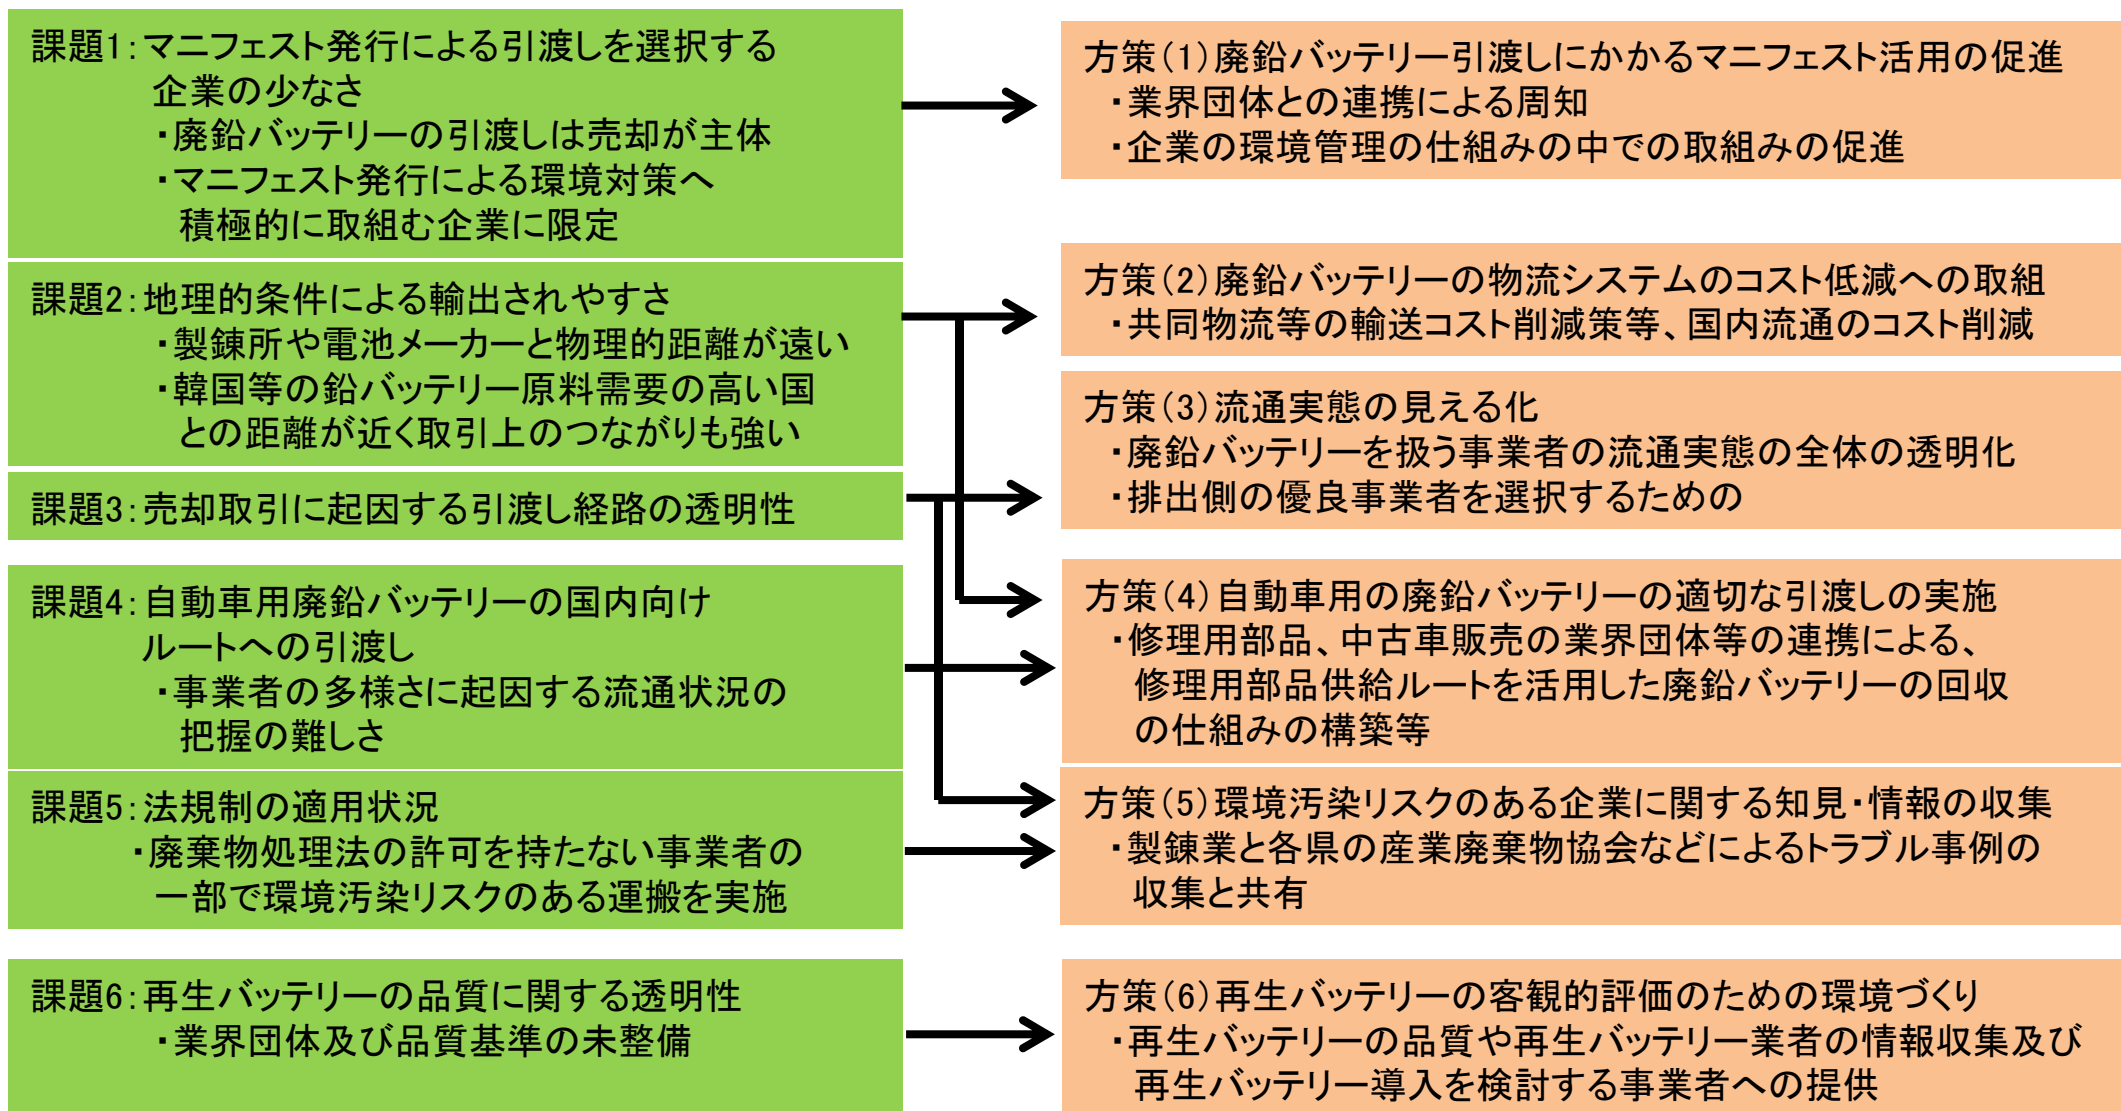 課題1:マニフェスト発行による引渡しを選択する
企業の少なさ
・廃鉛バッテリーの引渡しは売却が主体
・マニフェスト発行による環境対策へ
積極的に取組む企業に限定
課題2:地理的条件による輸出されやすさ
・製錬所や電池メーカーと物理的距離が遠い
・韓国等の鉛バッテリー原料需要の高い国
との距離が近く取引上のつながりも強い
課題3:売却取引に起因する引渡し経路の透明性
課題4:自動車用廃鉛バッテリーの国内向け
ルートへの引渡し
・事業者の多様さに起因する流通状況の
把握の難しさ
課題5:法規制の適用状況
・廃棄物処理法の許可を持たない事業者の
一部で環境汚染リスクのある運搬を実施
課題6:再生バッテリーの品質に関する透明性
・業界団体及び品質基準の未整備
方策(1)廃鉛バッテリー引渡しにかかるマニフェスト活用の促進
・業界団体との連携による周知
・企業の環境管理の仕組みの中での取組みの促進
方策(2)廃鉛バッテリーの物流システムのコスト低減への取組
・共同物流等の輸送コスト削減策等、国内流通のコスト削減
方策(3)流通実態の見える化
・廃鉛バッテリーを扱う事業者の流通実態の全体の透明化
・排出側の優良事業者を選択するための
方策(4)自動車用の廃鉛バッテリーの適切な引渡しの実施
・修理用部品、中古車販売の業界団体等の連携による、
修理用部品供給ルートを活用した廃鉛バッテリーの回収
の仕組みの構築等
方策(5)環境汚染リスクのある企業に関する知見・情報の収集
・製錬業と各県の産業廃棄物協会などによるトラブル事例の
収集と共有
方策(6)再生バッテリーの客観的評価のための環境づくり
・再生バッテリーの品質や再生バッテリー業者の情報収集及び
再生バッテリー導入を検討する事業者への提供